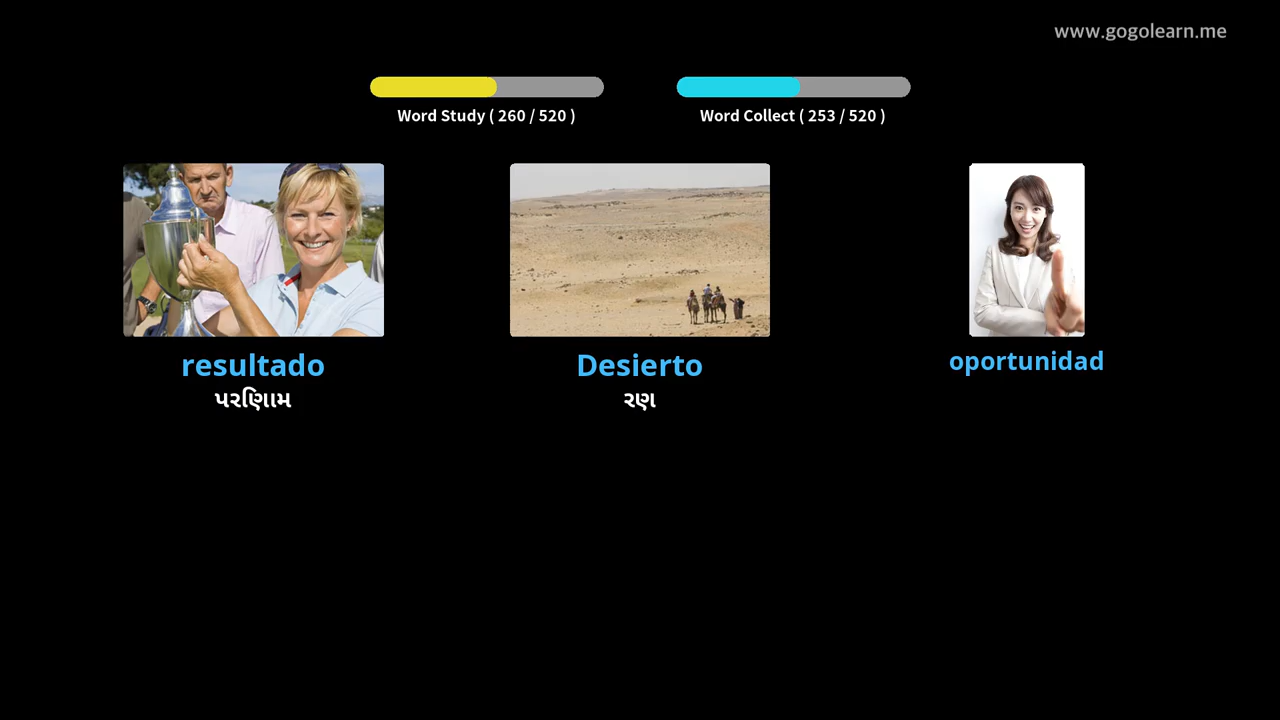 www.gogolearn.me
Word Study ( 260 / 520 )
Word Collect ( 253 / 520 )
resultado
પરિણામ
Desierto
રણ
oportunidad